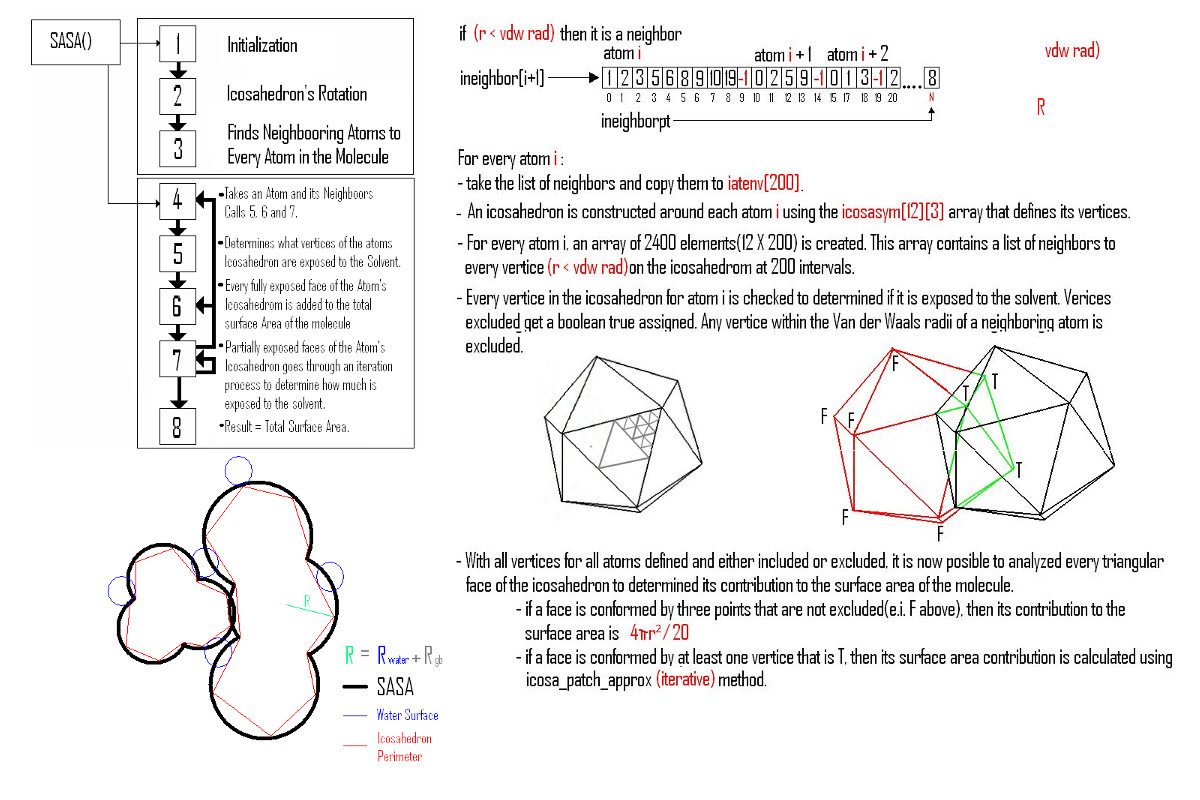 SASA()
1
Initialization
2
Icosahedron's Rotation
3
Finds Neighbooring Atoms to
Every Atom in the Molecule
4
•Takes an Atom and its Neighboors
Calls 5, 6 and 7.
5
•Determines what vertices of the atoms
Icosahedron are exposed to the Solvent.
6
•Every fully exposed face of the Atom's
Icosahedrom is added to the total
surface Area of the molecule
7
•Partially exposed faces of the Atom's
Icosahedron goes through an iteration
process to determine how much is
exposed to the solvent.
8
•Result = Total Surface Area.
R
R = R water + R gb
SASA
Water Surface
Icosahedron
Perimeter
if (r < vdw rad) then it is a neighbor
atom i atom i + 1 atom i + 2
ineighbor[i+1]
1 2 3 5 6 8 9 10 19 -1 0 2 5 9 -1 0 1 3 -1 2 .... 8
0 1 2 3 4 5 6 7 8 9 10 11 12 13 14 15 17 18 19 20 N
ineighborpt
vdw rad)
R
For every atom i :
- take the list of neighbors and copy them to iatenv[200].
- An icosahedron is constructed around each atom i using the icosasym[12][3] array that defines its vertices.
- For every atom i, an array of 2400 elements(12 X 200) is created. This array contains a list of neighbors to
every vertice (r < vdw rad)on the icosahedrom at 200 intervals.
- Every vertice in the icosahedron for atom i is checked to determined if it is exposed to the solvent. Verices
excluded get a boolean true assigned. Any vertice within the Van der Waals radii of a neighboring atom is
excluded.
F
T
T
F
F
T
F
F
- With all vertices for all atoms defined and either included or excluded, it is now posible to analyzed every triangular
face of the icosahedron to determined its contribution to the surface area of the molecule.
- if a face is conformed by three points that are not excluded(e.i. F above), then its contribution to the
surface area is 4πr²/20
- if a face is conformed by at least one vertice that is T, then its surface area contribution is calculated using
icosa_patch_approx (iterative) method.